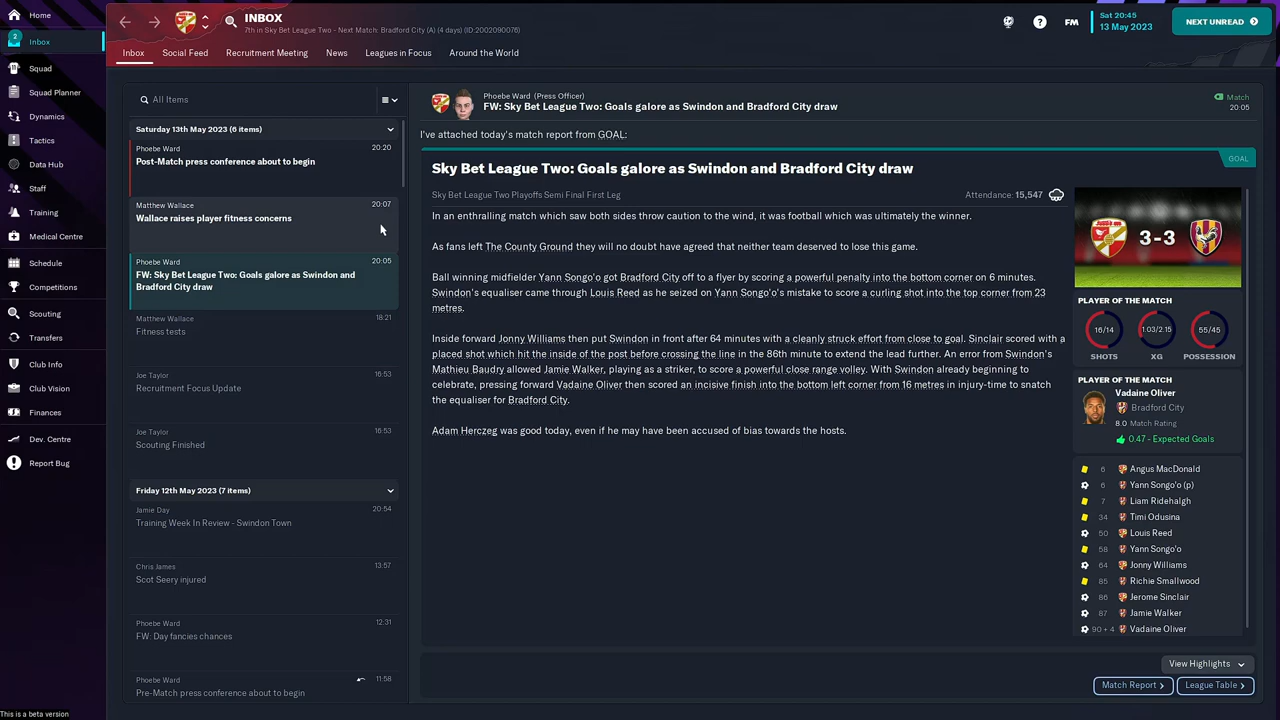 Home
Inbox
2
Squad
Squad Planner
Dynamics
Tactics
Data Hub
Staff
Training
Medical Centre
Schedule
Competitions
Scouting
Transfers
Club Info
Club Vision
Finances
Dev. Centre
Report Bug
This is a beta version
INBOX
7th in Sky Bet League Two - Next Match: Bradford City (A) (4 days) (ID:2002090076)
FM
Sat 20:45
13 May 2023
NEXT UNREAD
Inbox
Social Feed
Recruitment Meeting
News
Leagues in Focus
Around the World
All Items
Saturday 13th May 2023 (6 items)
Phoebe Ward 20:20
Post-Match press conference about to begin
Matthew Wallace 20:07
Wallace raises player fitness concerns
Phoebe Ward 20:05
FW: Sky Bet League Two: Goals galore as Swindon and
Bradford City draw
Matthew Wallace 18:21
Fitness tests
Joe Taylor 16:53
Recruitment Focus Update
Joe Taylor 16:53
Scouting Finished
Friday 12th May 2023 (7 items)
Jamie Day 20:54
Training Week In Review - Swindon Town
Chris James 13:57
Scot Seery injured
Phoebe Ward 12:31
FW: Day fancies chances
Phoebe Ward 11:58
Pre-Match press conference about to begin
Phoebe Ward (Press Officer)
FW: Sky Bet League Two: Goals galore as Swindon and Bradford City draw
Match
20:05
I've attached today's match report from GOAL:
GOAL
Sky Bet League Two: Goals galore as Swindon and Bradford City draw
Sky Bet League Two Playoffs Semi Final First Leg
Attendance: 15,547
In an enthralling match which saw both sides throw caution to the wind, it was football which was ultimately the winner.
As fans left The County Ground they will no doubt have agreed that neither team deserved to lose this game.
Ball winning midfielder Yann Songo'o got Bradford City off to a flyer by scoring a powerful penalty into the bottom corner on 6 minutes.
Swindon's equaliser came through Louis Reed as he seized on Yann Songo'o's mistake to score a curling shot into the top corner from 23
metres.
Inside forward Jonny Williams then put Swindon in front after 64 minutes with a cleanly struck effort from close to goal. Sinclair scored with a
placed shot which hit the inside of the post before crossing the line in the 86th minute to extend the lead further. An error from Swindon's
Mathieu Baudry allowed Jamie Walker, playing as a striker, to score a powerful close range volley. With Swindon already beginning to
celebrate, pressing forward Vadaine Oliver then scored an incisive finish into the bottom left corner from 16 metres in injury-time to snatch
the equaliser for Bradford City.
Adam Herczeg was good today, even if he may have been accused of bias towards the hosts.
3-3
PLAYER OF THE MATCH
16/14
1.03/2.15
55/45
SHOTS
XG
POSSESSION
PLAYER OF THE MATCH
Vadaine Oliver
Bradford City
8.0 Match Rating
0.47 - Expected Goals
6 Angus MacDonald
6 Yann Songo'o (p)
7 Liam Ridehalgh
34 Timi Odusina
50 Louis Reed
58 Yann Songo'o
64 Jonny Williams
85 Richie Smallwood
86 Jerome Sinclair
87 Jamie Walker
90 + 4 Vadaine Oliver
View Highlights
Match Report
League Table